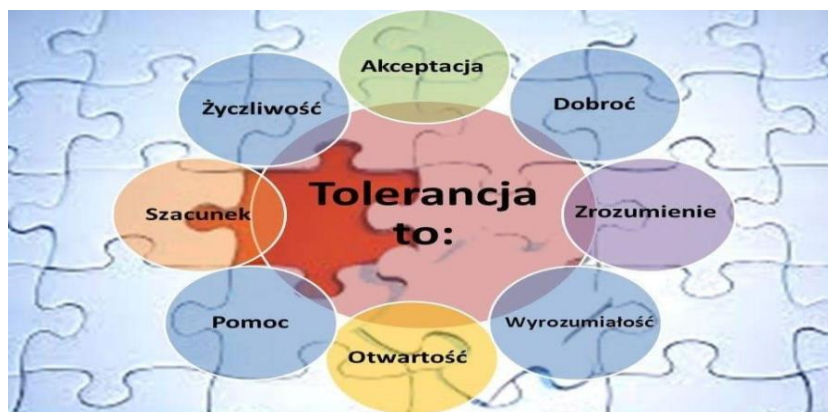 Tolerancja
to:
Akceptacja
Dobroć
Zrozumienie
Wyrozumiałość
Otwartość
Pomoc
Szacunek
Życzliwość